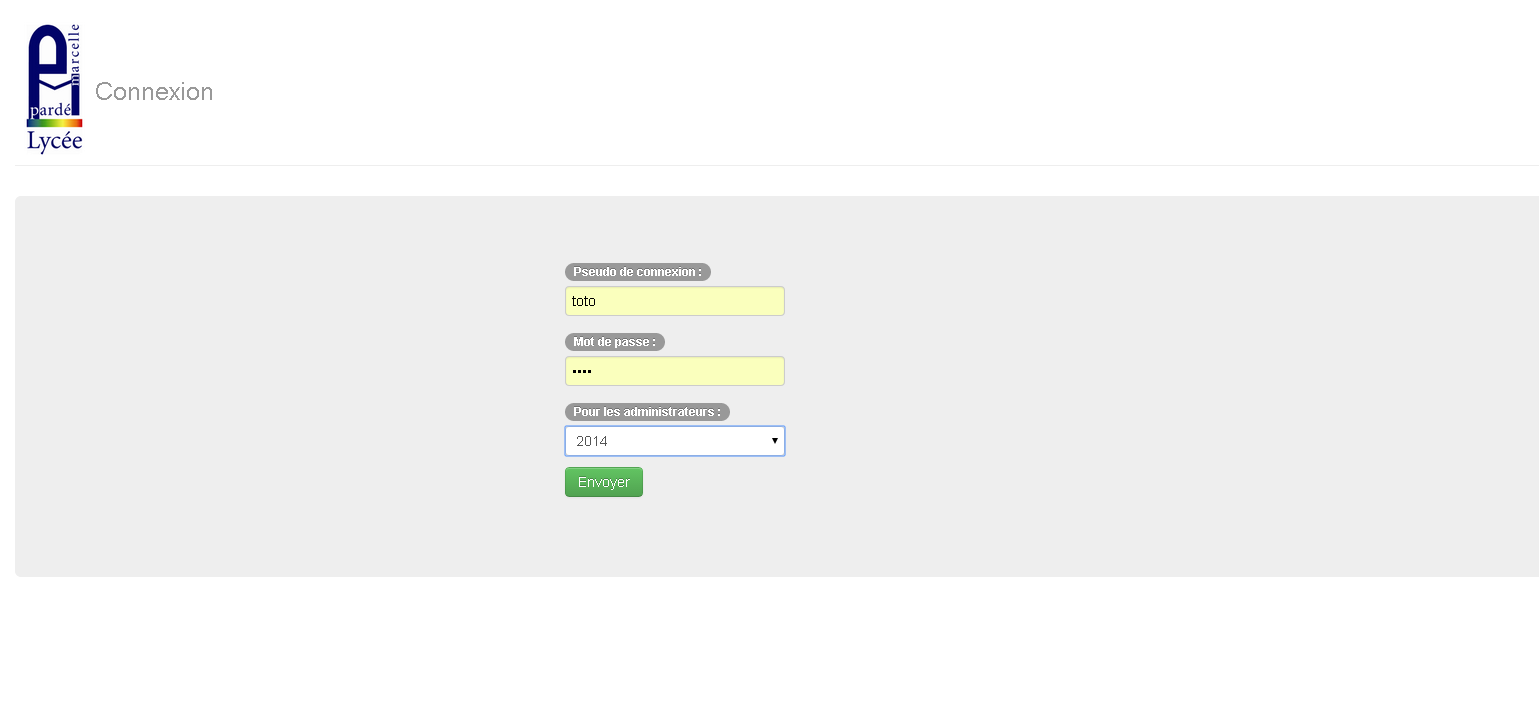 marcelle
pardé
Lycée
Connexion
Pseudo de connexion :
toto
Mot de passe :
••••
Pour les administrateurs :
2014
Envoyer